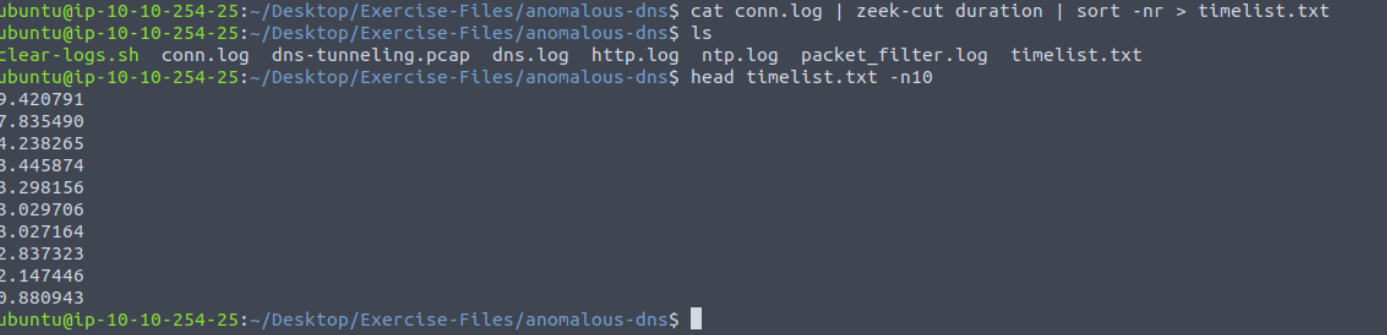 ubuntu@ip-10-10-254-25:~/Desktop/Exercise-Files/anomalous-dns$ cat conn.log | zeek-cut duration | sort -nr > timelist.txt
ubuntu@ip-10-10-254-25:~/Desktop/Exercise-Files/anomalous-dns$ ls
clear-logs.sh  conn.log  dns-tunneling.pcap  dns.log  http.log  ntp.log  packet_filter.log  timelist.txt
ubuntu@ip-10-10-254-25:~/Desktop/Exercise-Files/anomalous-dns$ head timelist.txt -n10
9.420791
7.835490
4.238265
3.445874
3.298156
3.029706
3.027164
2.837323
2.147446
0.880943
ubuntu@ip-10-10-254-25:~/Desktop/Exercise-Files/anomalous-dns$